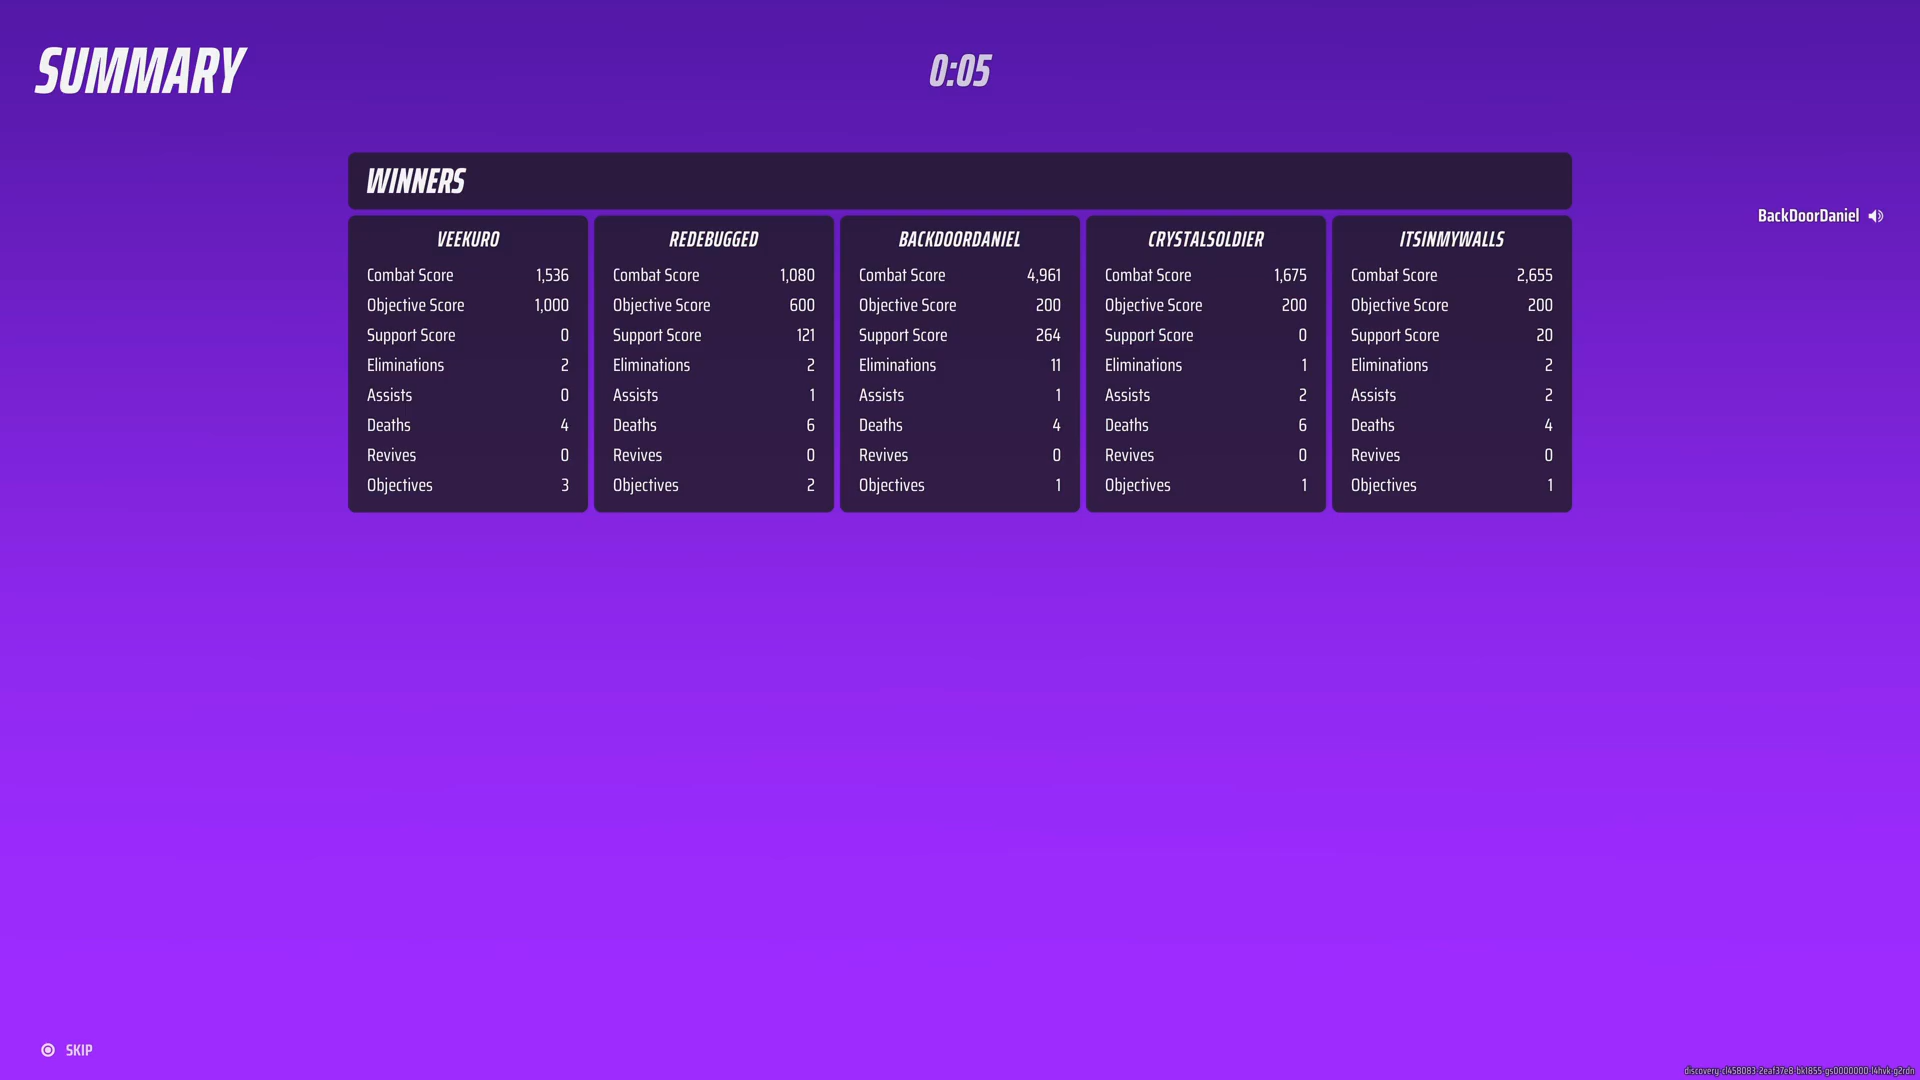 SUMMARY
0:05
WINNERS
BackDoorDaniel
VEEKURO
Combat Score 1,536
Objective Score 1,000
Support Score 0
Eliminations 2
Assists 0
Deaths 4
Revives 0
Objectives 3
REDEBUGGED
Combat Score 1,080
Objective Score 600
Support Score 121
Eliminations 2
Assists 1
Deaths 6
Revives 0
Objectives 2
BACKDOORDANIEL
Combat Score 4,961
Objective Score 200
Support Score 264
Eliminations 11
Assists 1
Deaths 4
Revives 0
Objectives 1
CRYSTALSOLDIER
Combat Score 1,675
Objective Score 200
Support Score 0
Eliminations 1
Assists 2
Deaths 6
Revives 0
Objectives 1
ITSINMYWALLS
Combat Score 2,655
Objective Score 200
Support Score 20
Eliminations 2
Assists 2
Deaths 4
Revives 0
Objectives 1
SKIP